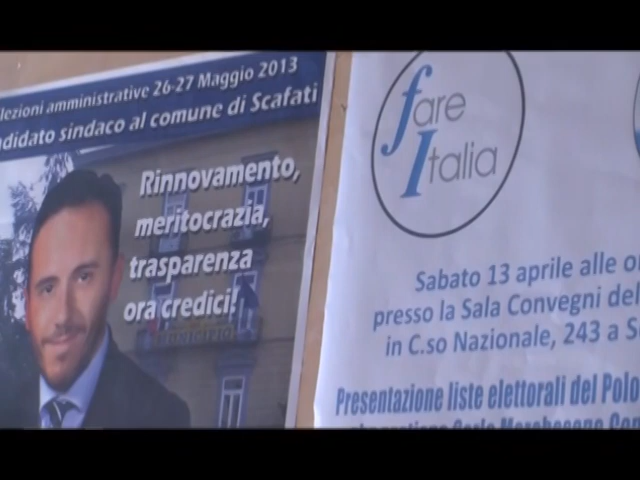 lezioni amministrative 26-27 Maggio 2013
ndidato sindaco al comune di Scafati
Rinnovamento,
meritocrazia,
trasparenza
ora credici!
MUNICIPIO
fare
Italia
Sabato 13 aprile alle o
presso la Sala Convegni del
in C.so Nazionale, 243 a S
Presentazione liste elettorali del Polo